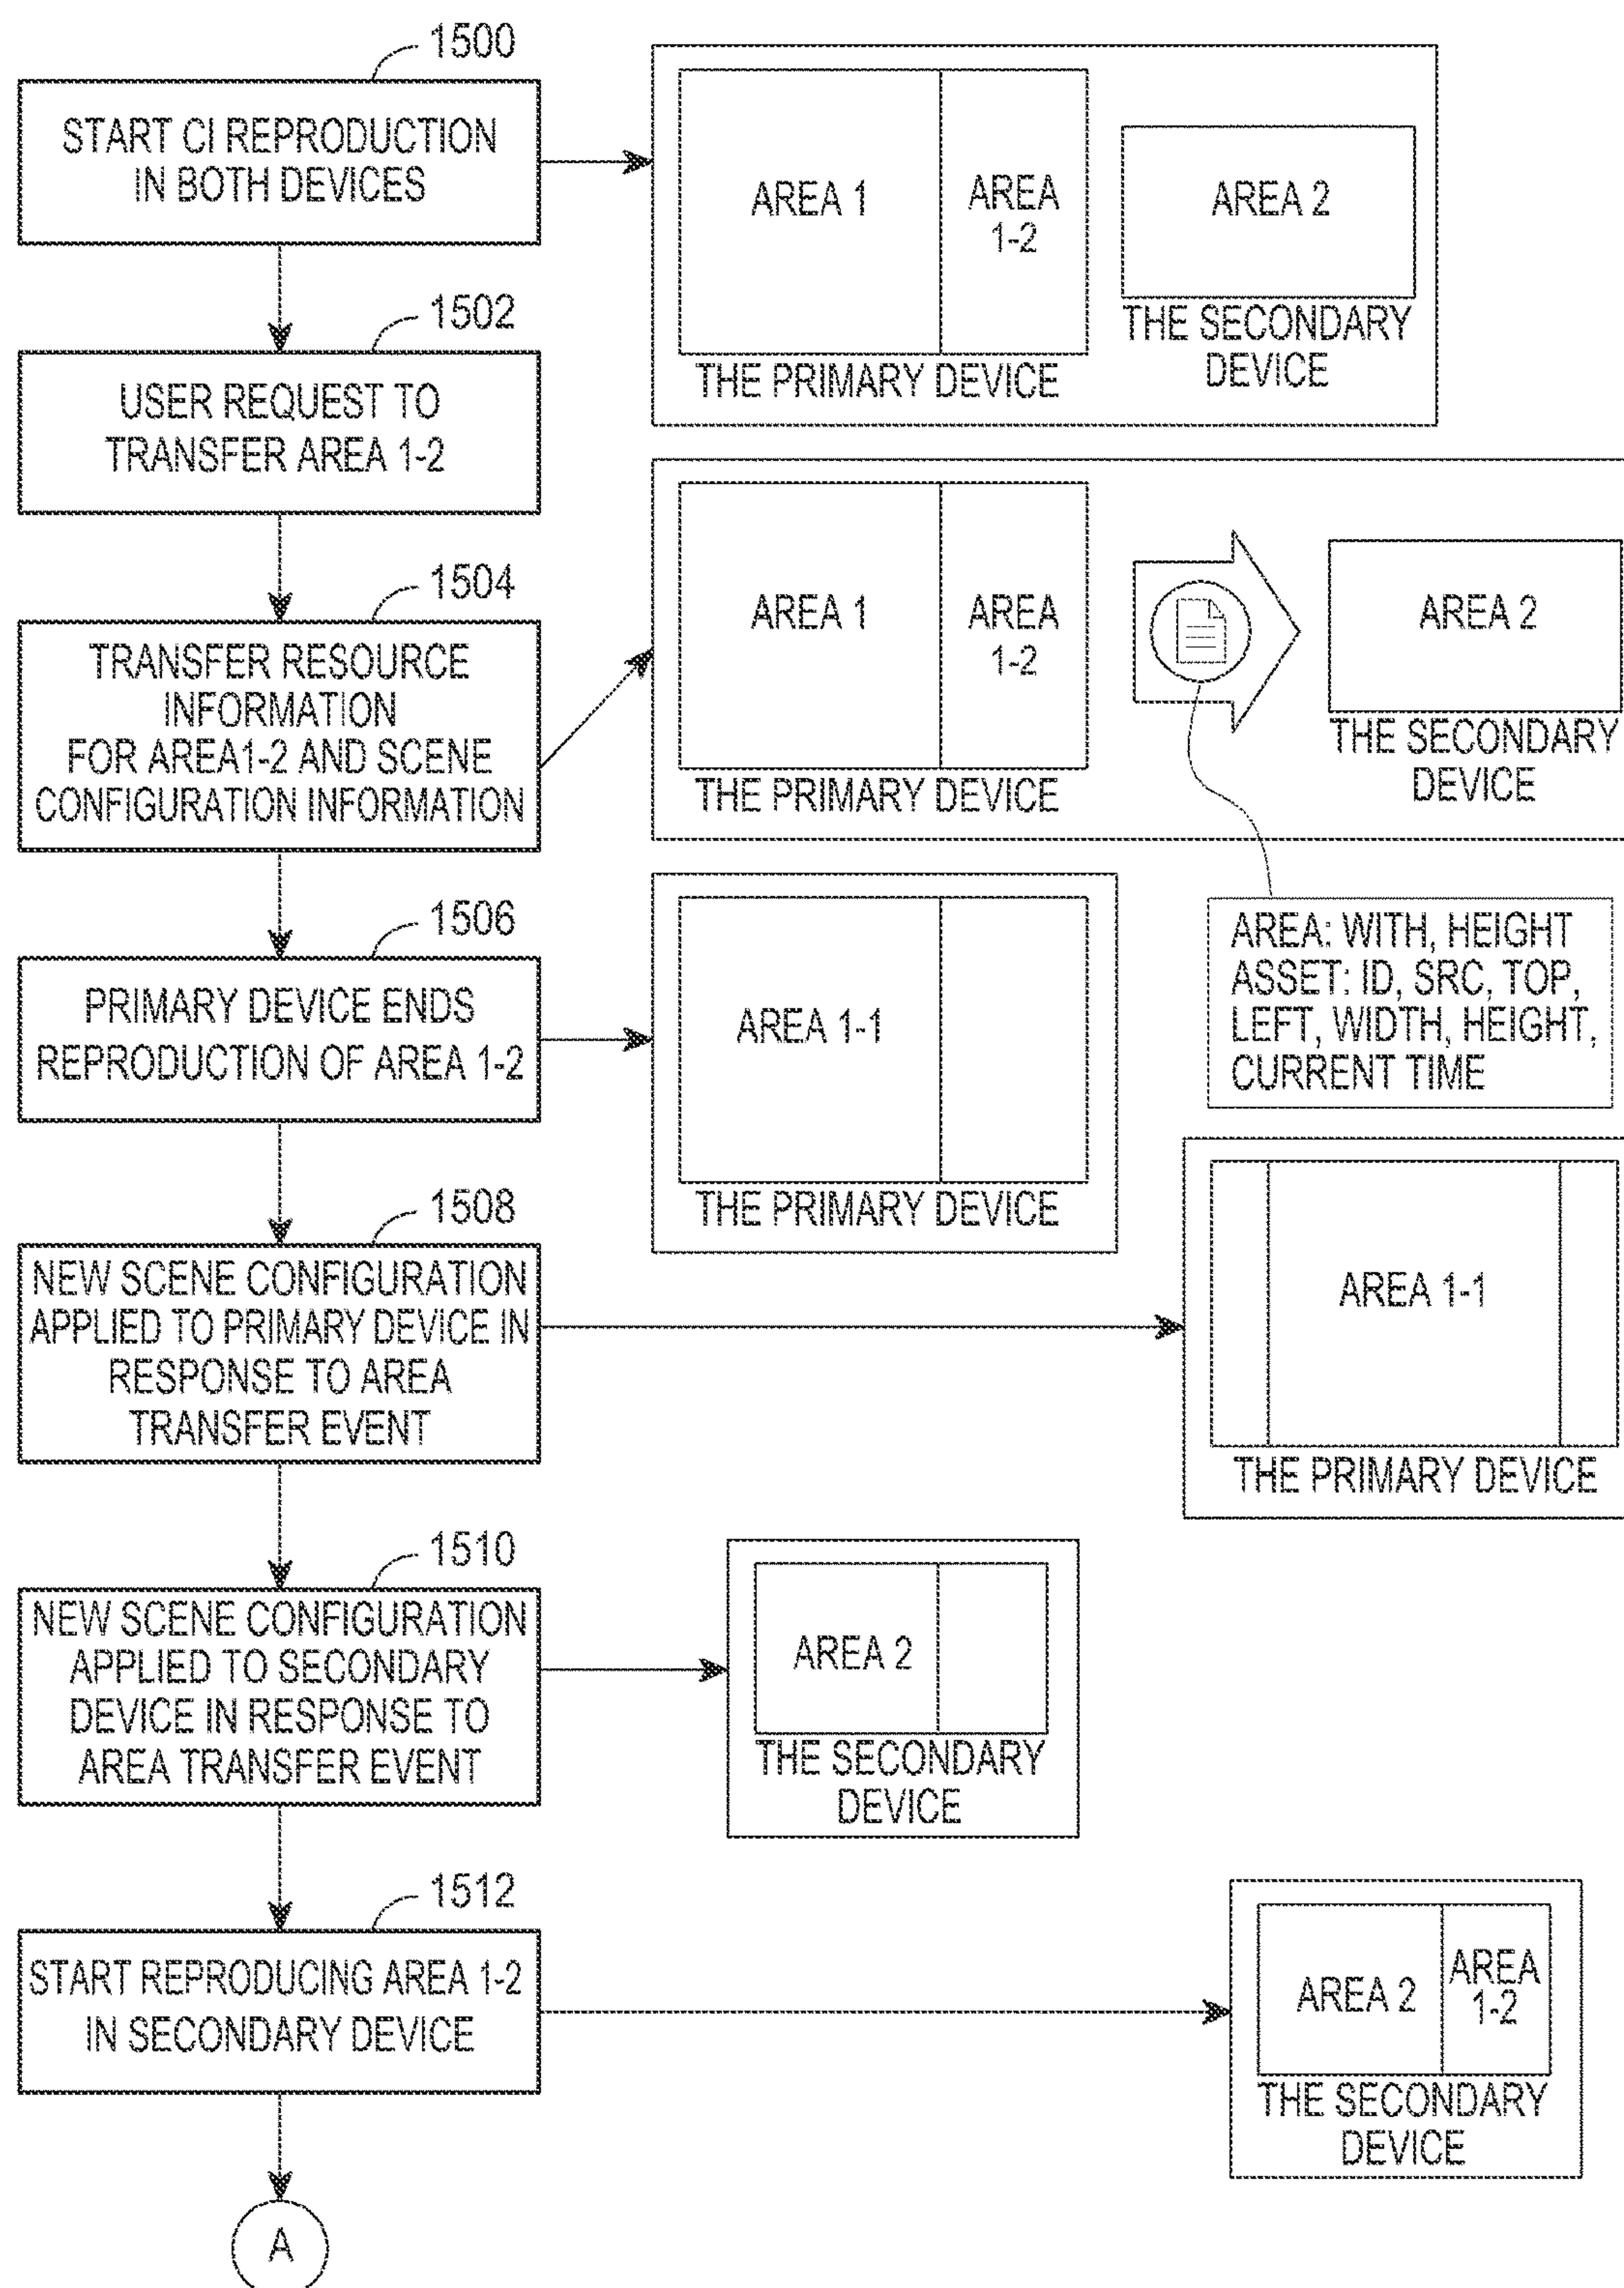 1500
START CI REPRODUCTION
IN BOTH DEVICES
AREA 1
AREA
1-2
THE PRIMARY DEVICE
AREA 2
THE SECONDARY
DEVICE
1502
USER REQUEST TO
TRANSFER AREA 1-2
1504
TRANSFER RESOURCE
INFORMATION
FOR AREA1-2 AND SCENE
CONFIGURATION INFORMATION
AREA 1
AREA
1-2
THE PRIMARY DEVICE
AREA 2
THE SECONDARY
DEVICE
AREA: WITH, HEIGHT
ASSET: ID, SRC, TOP,
LEFT, WIDTH, HEIGHT,
CURRENT TIME
1506
PRIMARY DEVICE ENDS
REPRODUCTION OF AREA 1-2
AREA 1-1
THE PRIMARY DEVICE
1508
NEW SCENE CONFIGURATION
APPLIED TO PRIMARY DEVICE IN
RESPONSE TO AREA
TRANSFER EVENT
AREA 1-1
THE PRIMARY DEVICE
1510
NEW SCENE CONFIGURATION
APPLIED TO SECONDARY
DEVICE IN RESPONSE TO
AREA TRANSFER EVENT
AREA 2
THE SECONDARY
DEVICE
1512
START REPRODUCING AREA 1-2
IN SECONDARY DEVICE
AREA 2
AREA
1-2
THE SECONDARY
DEVICE
A